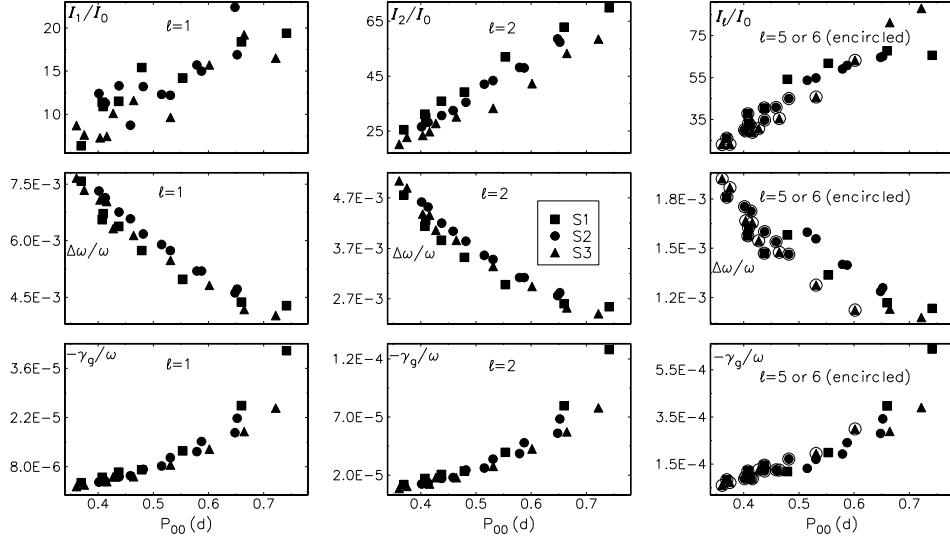 I₁/I₀
ℓ=1
22
15
10
I₂/I₀
ℓ=2
65
45
25
Iℓ/I₀
ℓ=5 or 6 (encircled)
75
55
35
7.5E−3
6.0E−3
4.5E−3
ℓ=1
Δω/ω
4.7E−3
3.7E−3
2.7E−3
ℓ=2
Δω/ω
S1
S2
S3
1.8E−3
1.5E−3
1.2E−3
ℓ=5 or 6 (encircled)
Δω/ω
−γg/ω
ℓ=1
3.6E−5
2.2E−5
8.0E−6
0.4 0.5 0.6 0.7
P₀₀ (d)
−γg/ω
ℓ=2
1.2E−4
7.0E−5
2.0E−5
0.4 0.5 0.6 0.7
P₀₀ (d)
−γg/ω
ℓ=5 or 6 (encircled)
5.5E−4
3.5E−4
1.5E−4
0.4 0.5 0.6 0.7
P₀₀ (d)